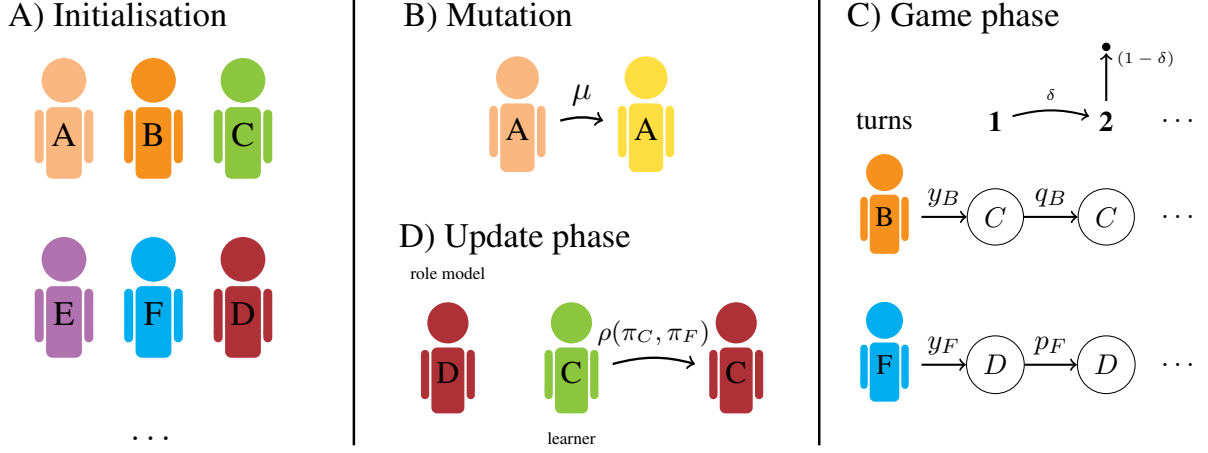 A) Initialisation
A B C
E F D
. . .
B) Mutation
A μ A
D) Update phase
role model
D C ρ(π_C, π_F) C
learner
C) Game phase
(1 − δ)
turns 1 δ 2 . . .
B y_B C q_B C . . .
F y_F D p_F D . . .